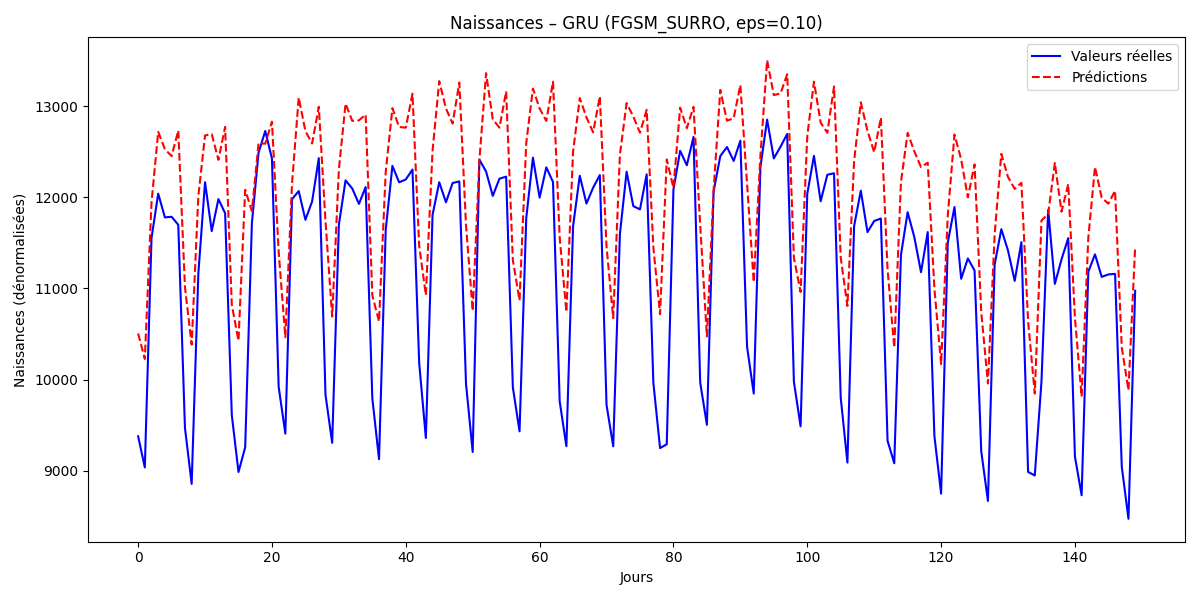 Naissances – GRU (FGSM_SURRO, eps=0.10)
Valeurs réelles
Prédictions
Naissances (dénormalisées)
13000
12000
11000
10000
9000
0 20 40 60 80 100 120 140
Jours